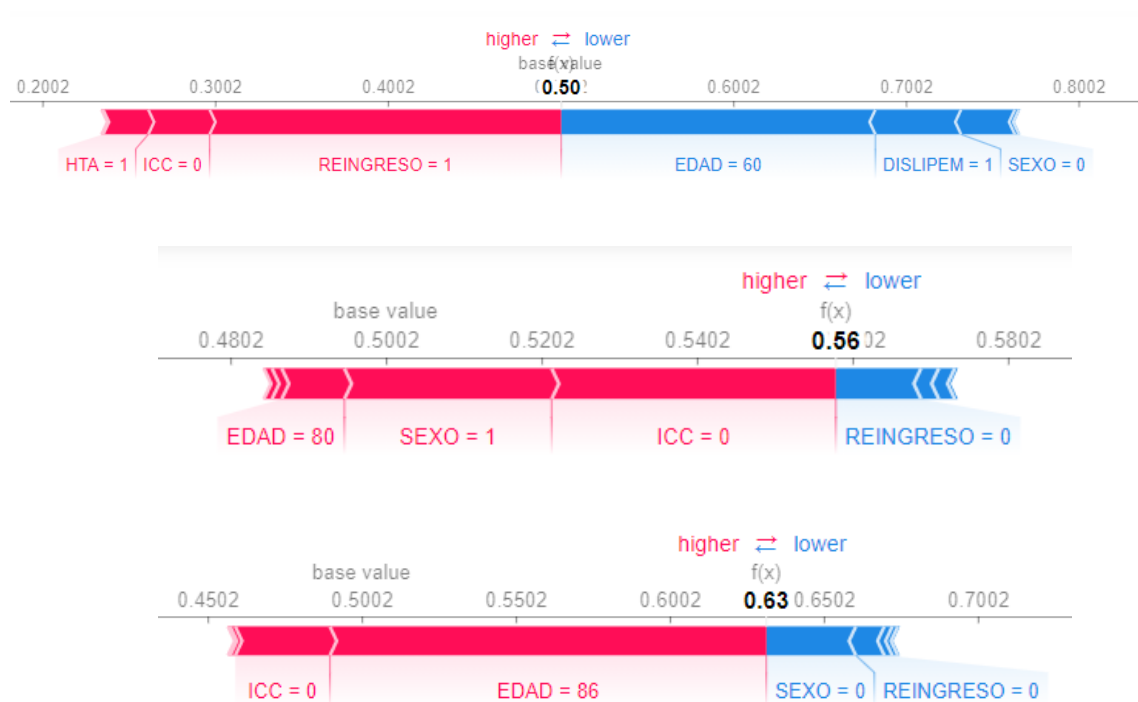 higher ⇄ lower
base value
f(x)
0.2002 0.3002 0.4002 0.50 0.6002 0.7002 0.8002
HTA = 1 ICC = 0 REINGRESO = 1 EDAD = 60 DISLIPEM = 1 SEXO = 0
higher ⇄ lower
base value f(x)
0.4802 0.5002 0.5202 0.5402 0.56 0.5802
EDAD = 80 SEXO = 1 ICC = 0 REINGRESO = 0
higher ⇄ lower
base value f(x)
0.4502 0.5002 0.5502 0.6002 0.63 0.6502 0.7002
ICC = 0 EDAD = 86 SEXO = 0 REINGRESO = 0